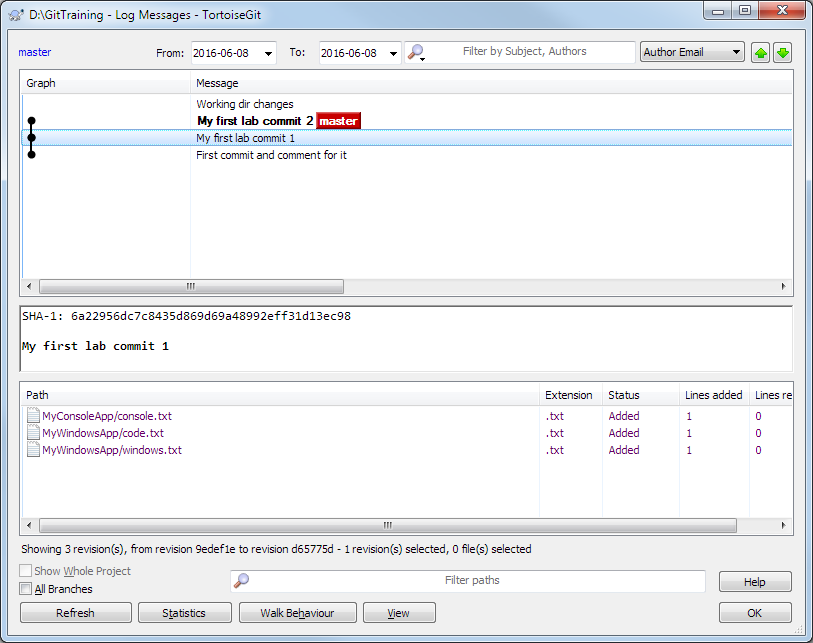 D:\GitTraining - Log Messages - TortoiseGit
master From: 2016-06-08 To: 2016-06-08 Filter by Subject, Authors Author Email
Graph Message
Working dir changes
My first lab commit 2 master
My first lab commit 1
First commit and comment for it
SHA-1: 6a22956dc7c8435d869d69a48992eff31d13ec98
My first lab commit 1
Path Extension Status Lines added Lines re
MyConsoleApp/console.txt .txt Added 1 0
MyWindowsApp/code.txt .txt Added 1 0
MyWindowsApp/windows.txt .txt Added 1 0
Showing 3 revision(s), from revision 9edef1e to revision d65775d - 1 revision(s) selected, 0 file(s) selected
Show Whole Project
Filter paths Help
All Branches
Refresh Statistics Walk Behaviour View OK